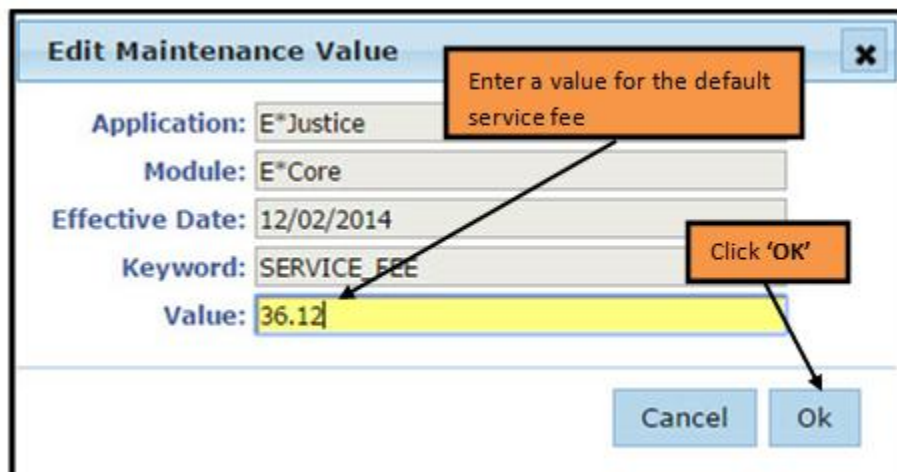 Edit Maintenance Value
Enter a value for the default
service fee
Application: E*Justice
Module: E*Core
Effective Date: 12/02/2014
Keyword: SERVICE_FEE
Click 'OK'
Value: 36.12
Cancel Ok